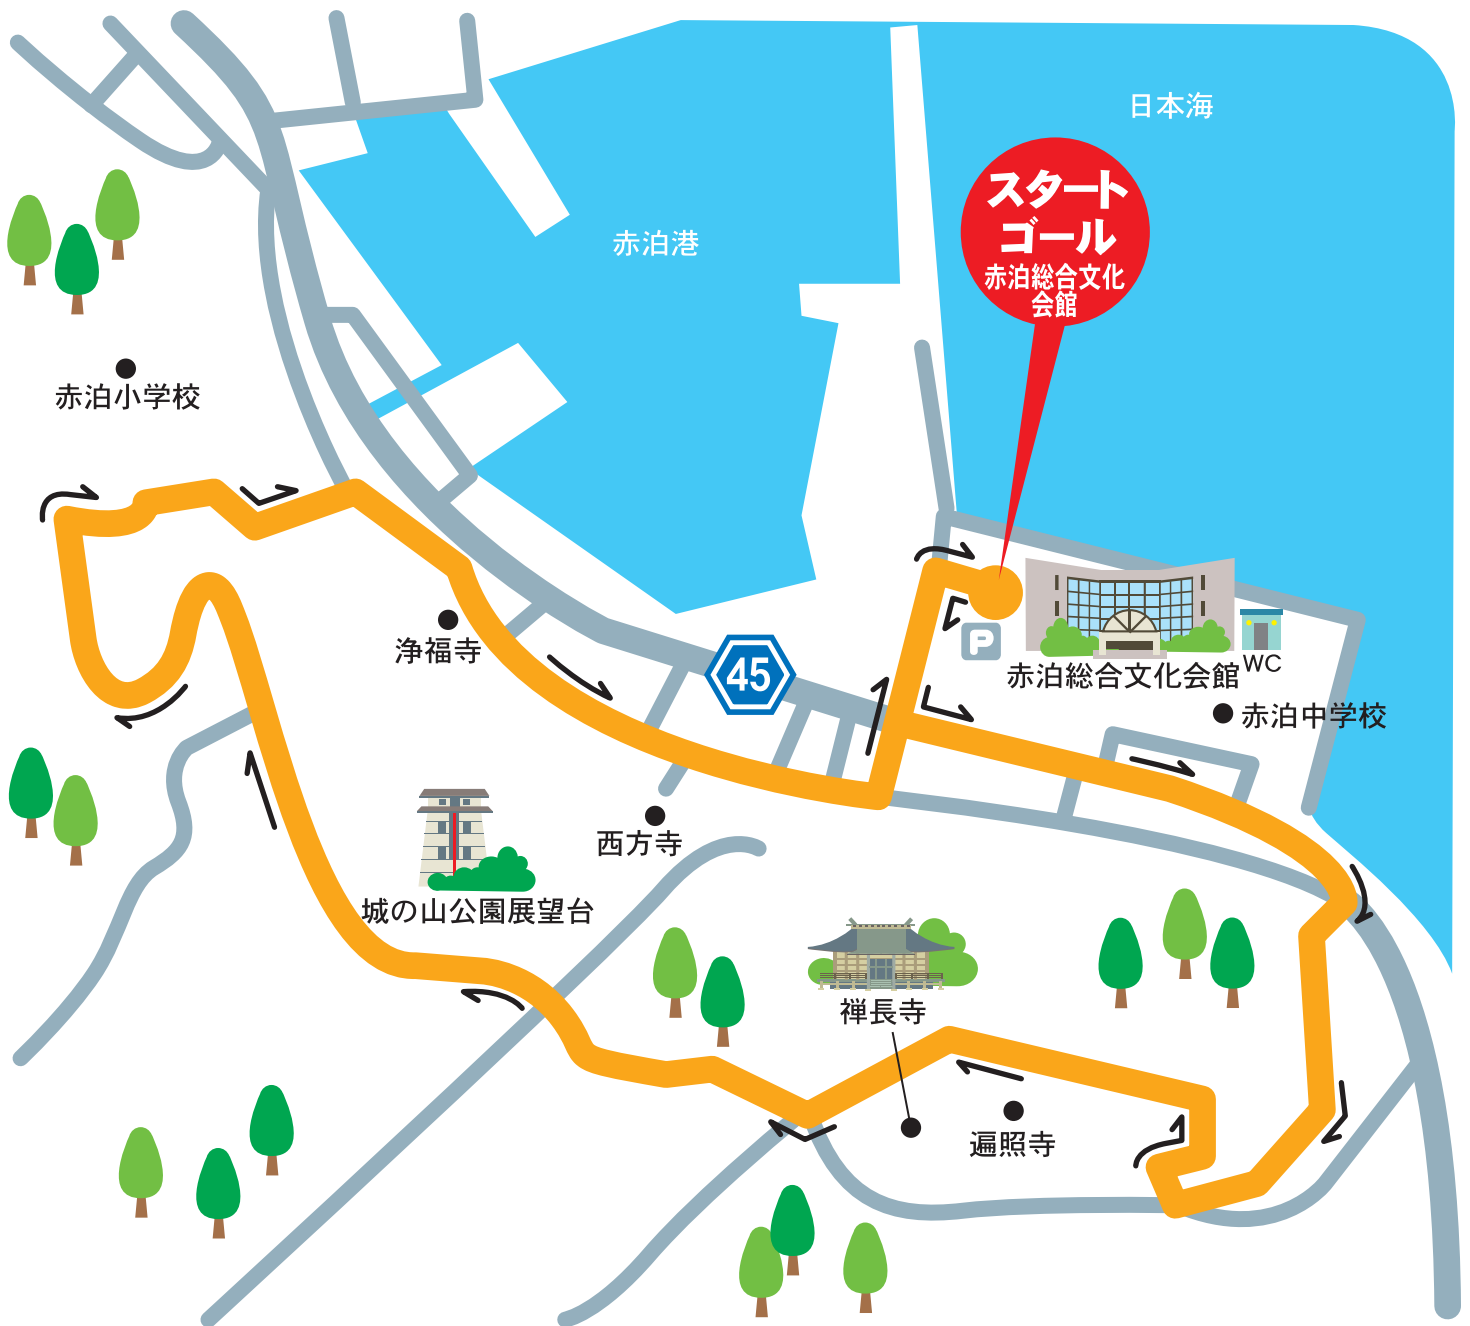 日本海
スタート
ゴール
赤泊総合文化
会館
赤泊港
赤泊小学校
浄福寺
45
P
赤泊総合文化会館
WC
赤泊中学校
西方寺
城の山公園展望台
禅長寺
遍照寺